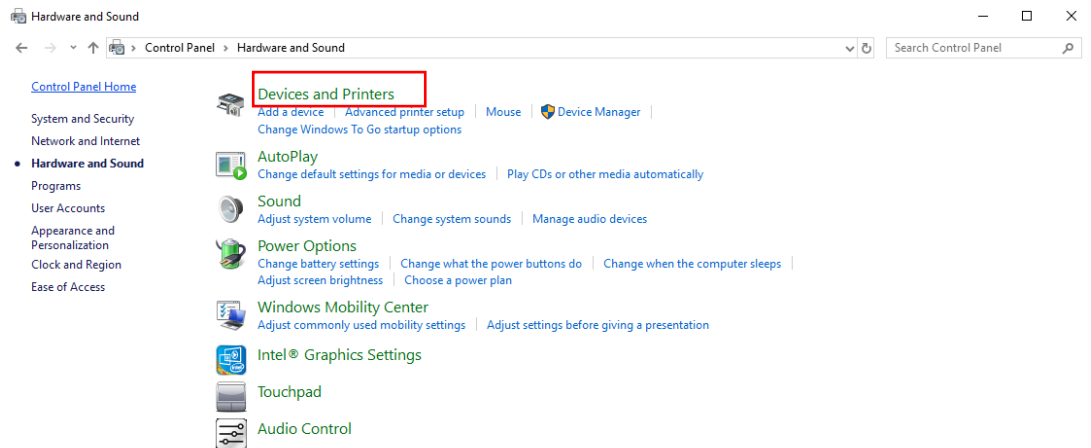 Hardware and Sound
Control Panel > Hardware and Sound
Search Control Panel
Control Panel Home
System and Security
Network and Internet
Hardware and Sound
Programs
User Accounts
Appearance and
Personalization
Clock and Region
Ease of Access
Devices and Printers
Add a device | Advanced printer setup | Mouse | Device Manager |
Change Windows To Go startup options
AutoPlay
Change default settings for media or devices | Play CDs or other media automatically
Sound
Adjust system volume | Change system sounds | Manage audio devices
Power Options
Change battery settings | Change what the power buttons do | Change when the computer sleeps |
Adjust screen brightness | Choose a power plan
Windows Mobility Center
Adjust commonly used mobility settings | Adjust settings before giving a presentation
Intel® Graphics Settings
Touchpad
Audio Control